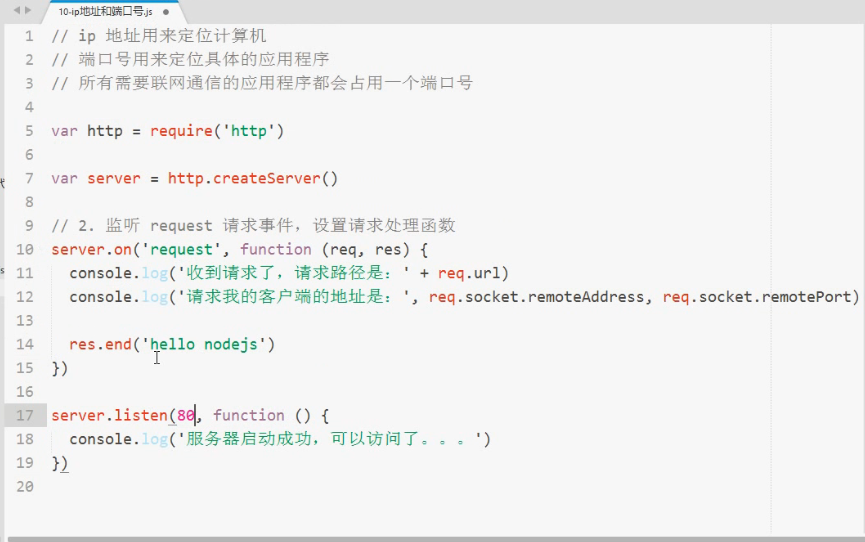 10-ip地址和端口号.js
1 // ip 地址用来定位计算机
2 // 端口号用来定位具体的应用程序
3 // 所有需要联网通信的应用程序都会占用一个端口号
4
5 var http = require('http')
6
7 var server = http.createServer()
8
9 // 2. 监听 request 请求事件，设置请求处理函数
10 server.on('request', function (req, res) {
11   console.log('收到请求了，请求路径是：' + req.url)
12   console.log('请求我的客户端的地址是：', req.socket.remoteAddress, req.socket.remotePort)
13
14   res.end('hello nodejs')
15 })
16
17 server.listen(80, function () {
18   console.log('服务器启动成功，可以访问了。。。')
19 })
20